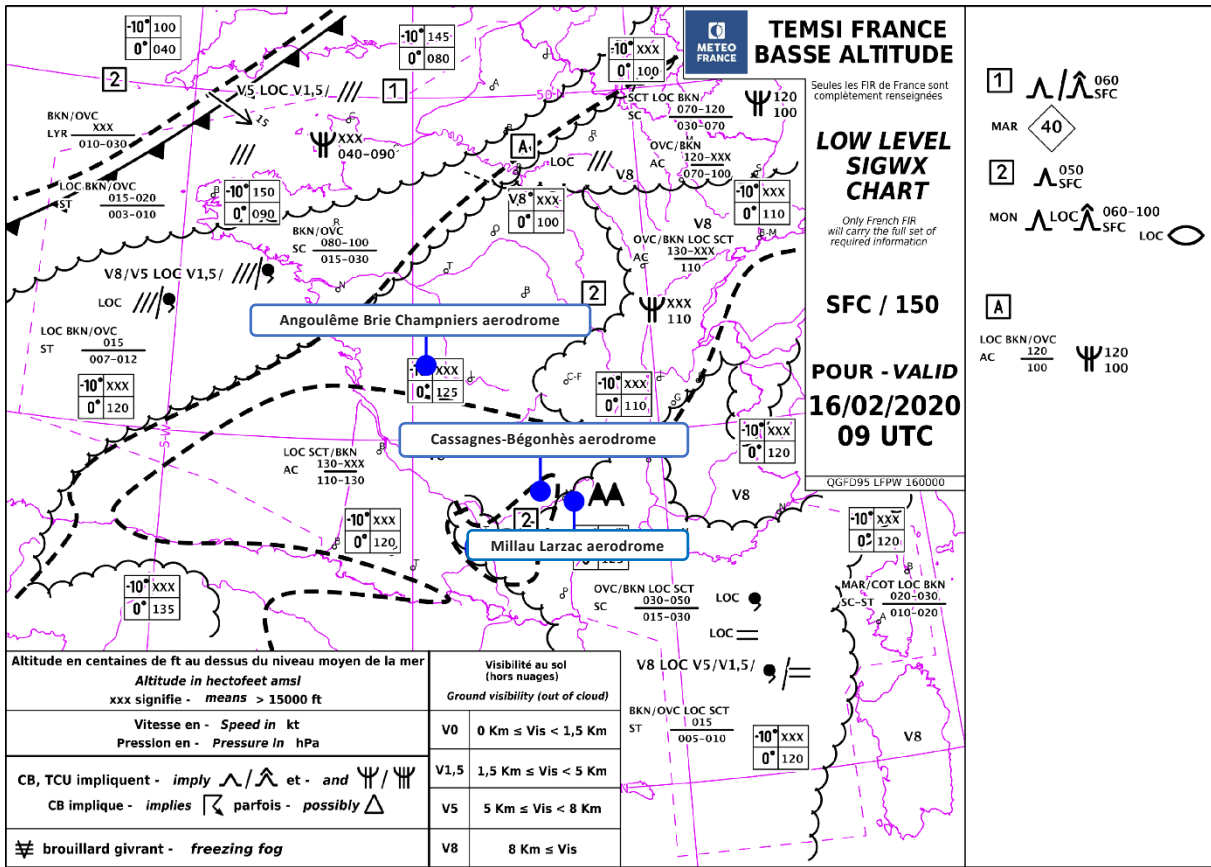 METEO
FRANCE
TEMSI FRANCE
BASSE ALTITUDE
Seules les FIR de France sont
complètement renseignées
LOW LEVEL
SIGWX
CHART
Only French FIR
will carry the full set of
required information
SFC / 150
POUR - VALID
16/02/2020
09 UTC
QGFD95 LFPW 160000
-10° 100
0° 040
-10° 145
0° 080
-10° XXX
0° 100
2
V5 LOC V1,5/
1
15
BKN/OVC
LYR XXX
010-030
XXX
040-090
50 N
SCT LOC BKN
SC 070-120
030-070
120
100
A
LOC
V8
OVC/BKN
AC 120-XXX
070-100
LOC BKN/OVC
ST 015-020
003-010
-10° 150
0° 090
V8° XXX
0° 100
-10° XXX
0° 110
BKN/OVC
SC 080-100
015-030
V8
OVC/BKN LOC SCT
AC 130-XXX
110
B-M
V8/V5 LOC V1,5/
LOC
2
XXX
110
Angoulême Brie Champniers aerodrome
LOC BKN/OVC
ST 015
007-012
-10° XXX
0° 120
-10° XXX
0° 125
C-F
-10° XXX
0° 110
5 W
Cassagnes-Bégonhès aerodrome
-10° XXX
0° 120
LOC SCT/BKN
AC 130-XXX
110-130
V8
2
Millau Larzac aerodrome
-10° XXX
0° 120
-10° XXX
0° 120
-10° XXX
0° 135
OVC/BKN LOC SCT
SC 030-050
015-030
LOC
LOC
MAR/COT LOC BKN
SC-ST 020-030
010-020
V8 LOC V5/V1,5/
BKN/OVC LOC SCT
ST 015
005-010
-10° XXX
0° 120
V8
Altitude en centaines de ft au dessus du niveau moyen de la mer
Altitude in hectofeet amsl
xxx signifie - means > 15000 ft
Vitesse en - Speed in kt
Pression en - Pressure in hPa
CB, TCU impliquent - imply / et - and /
CB implique - implies parfois - possibly
brouillard givrant - freezing fog
Visibilité au sol
(hors nuages)
Ground visibility (out of cloud)
V0 0 Km ≤ Vis < 1,5 Km
V1,5 1,5 Km ≤ Vis < 5 Km
V5 5 Km ≤ Vis < 8 Km
V8 8 Km ≤ Vis
1 / 060
SFC
MAR 40
2 050
SFC
MON LOC 060-100
SFC
LOC
A
LOC BKN/OVC
AC 120
100
120
100